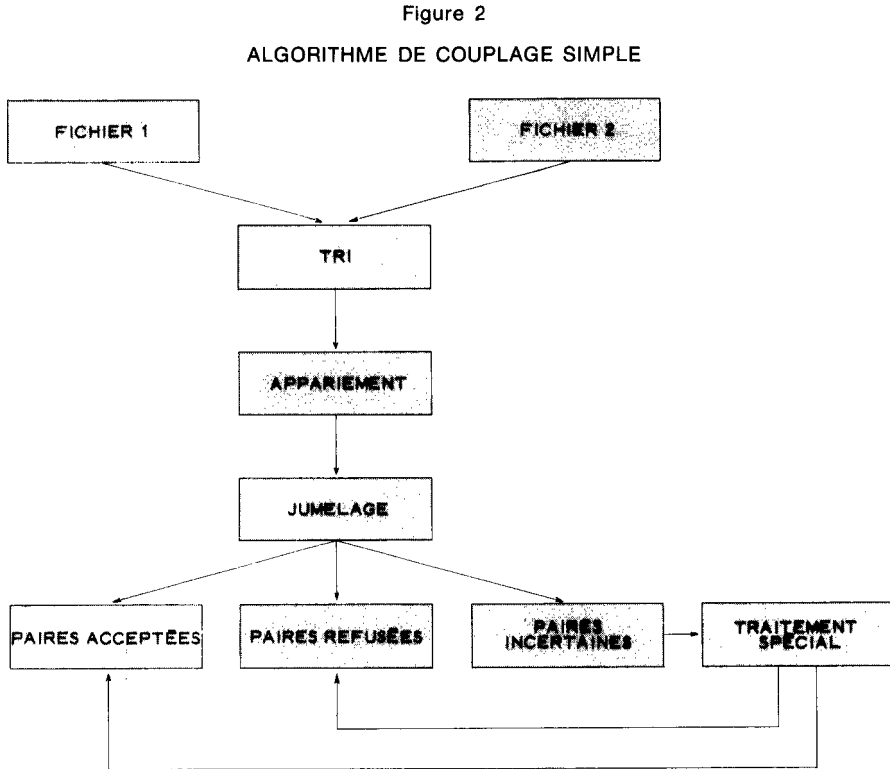 Figure 2
ALGORITHME DE COUPLAGE SIMPLE
FICHIER 1
FICHIER 2
TRI
APPARIEMENT
JUMELAGE
PAIRES ACCEPTÉES
PAIRES REFUSÉES
PAIRES
INCERTAINES
TRAITEMENT
SPÉCIAL